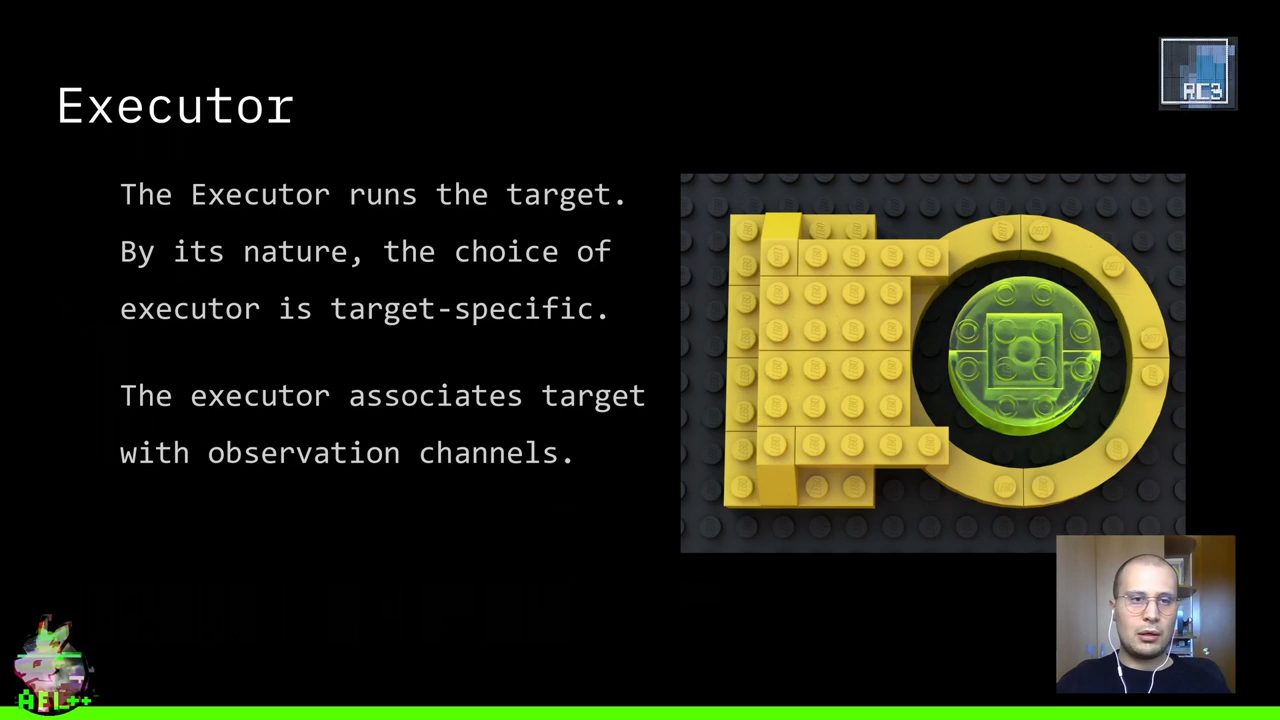 RC3
Executor
The Executor runs the target.
By its nature, the choice of
executor is target-specific.
The executor associates target
with observation channels.
AFL++